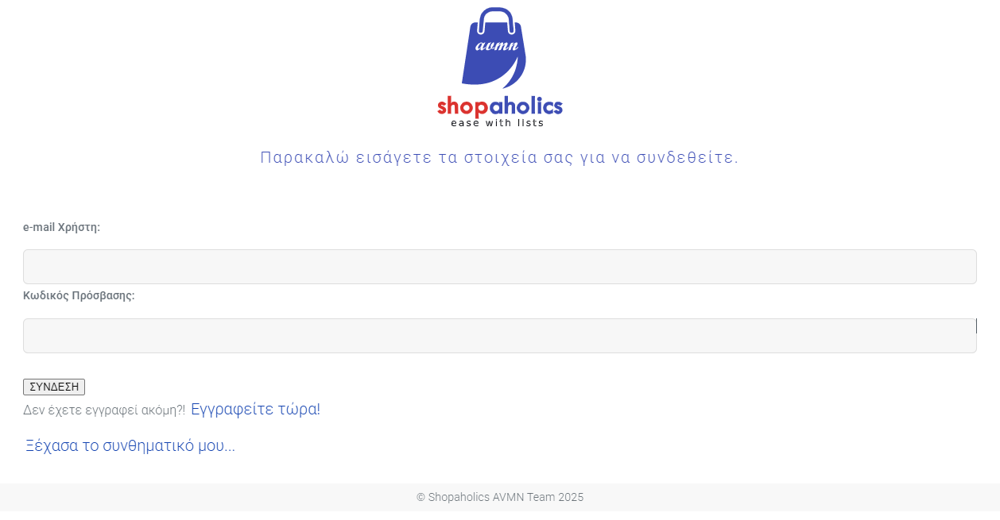 avmn
shopaholics
ease with lists
Παρακαλώ εισάγετε τα στοιχεία σας για να συνδεθείτε.
e-mail Χρήστη:
Κωδικός Πρόσβασης:
ΣΥΝΔΕΣΗ
Δεν έχετε εγγραφεί ακόμη?! Εγγραφείτε τώρα!
Ξέχασα το συνθηματικό μου...
© Shopaholics AVMN Team 2025